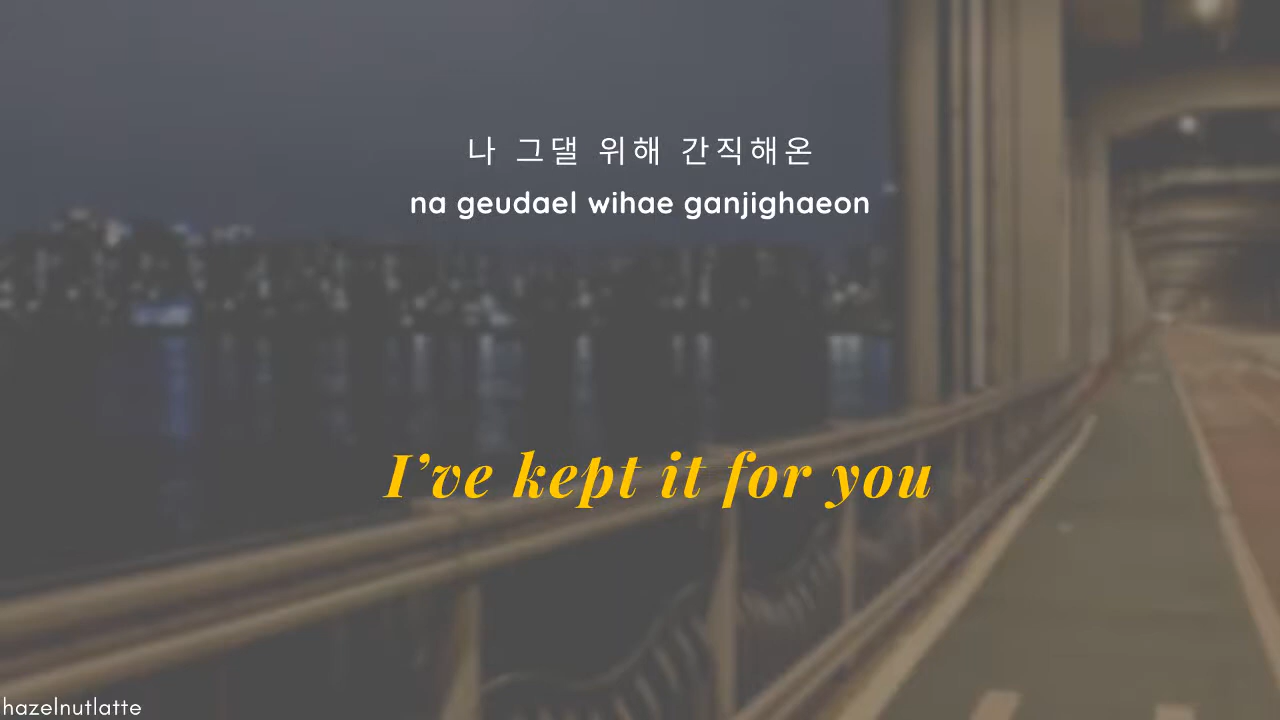 나 그댈 위해 간직해온
na geudael wihae ganjighaeon
I've kept it for you
hazelnutlatte